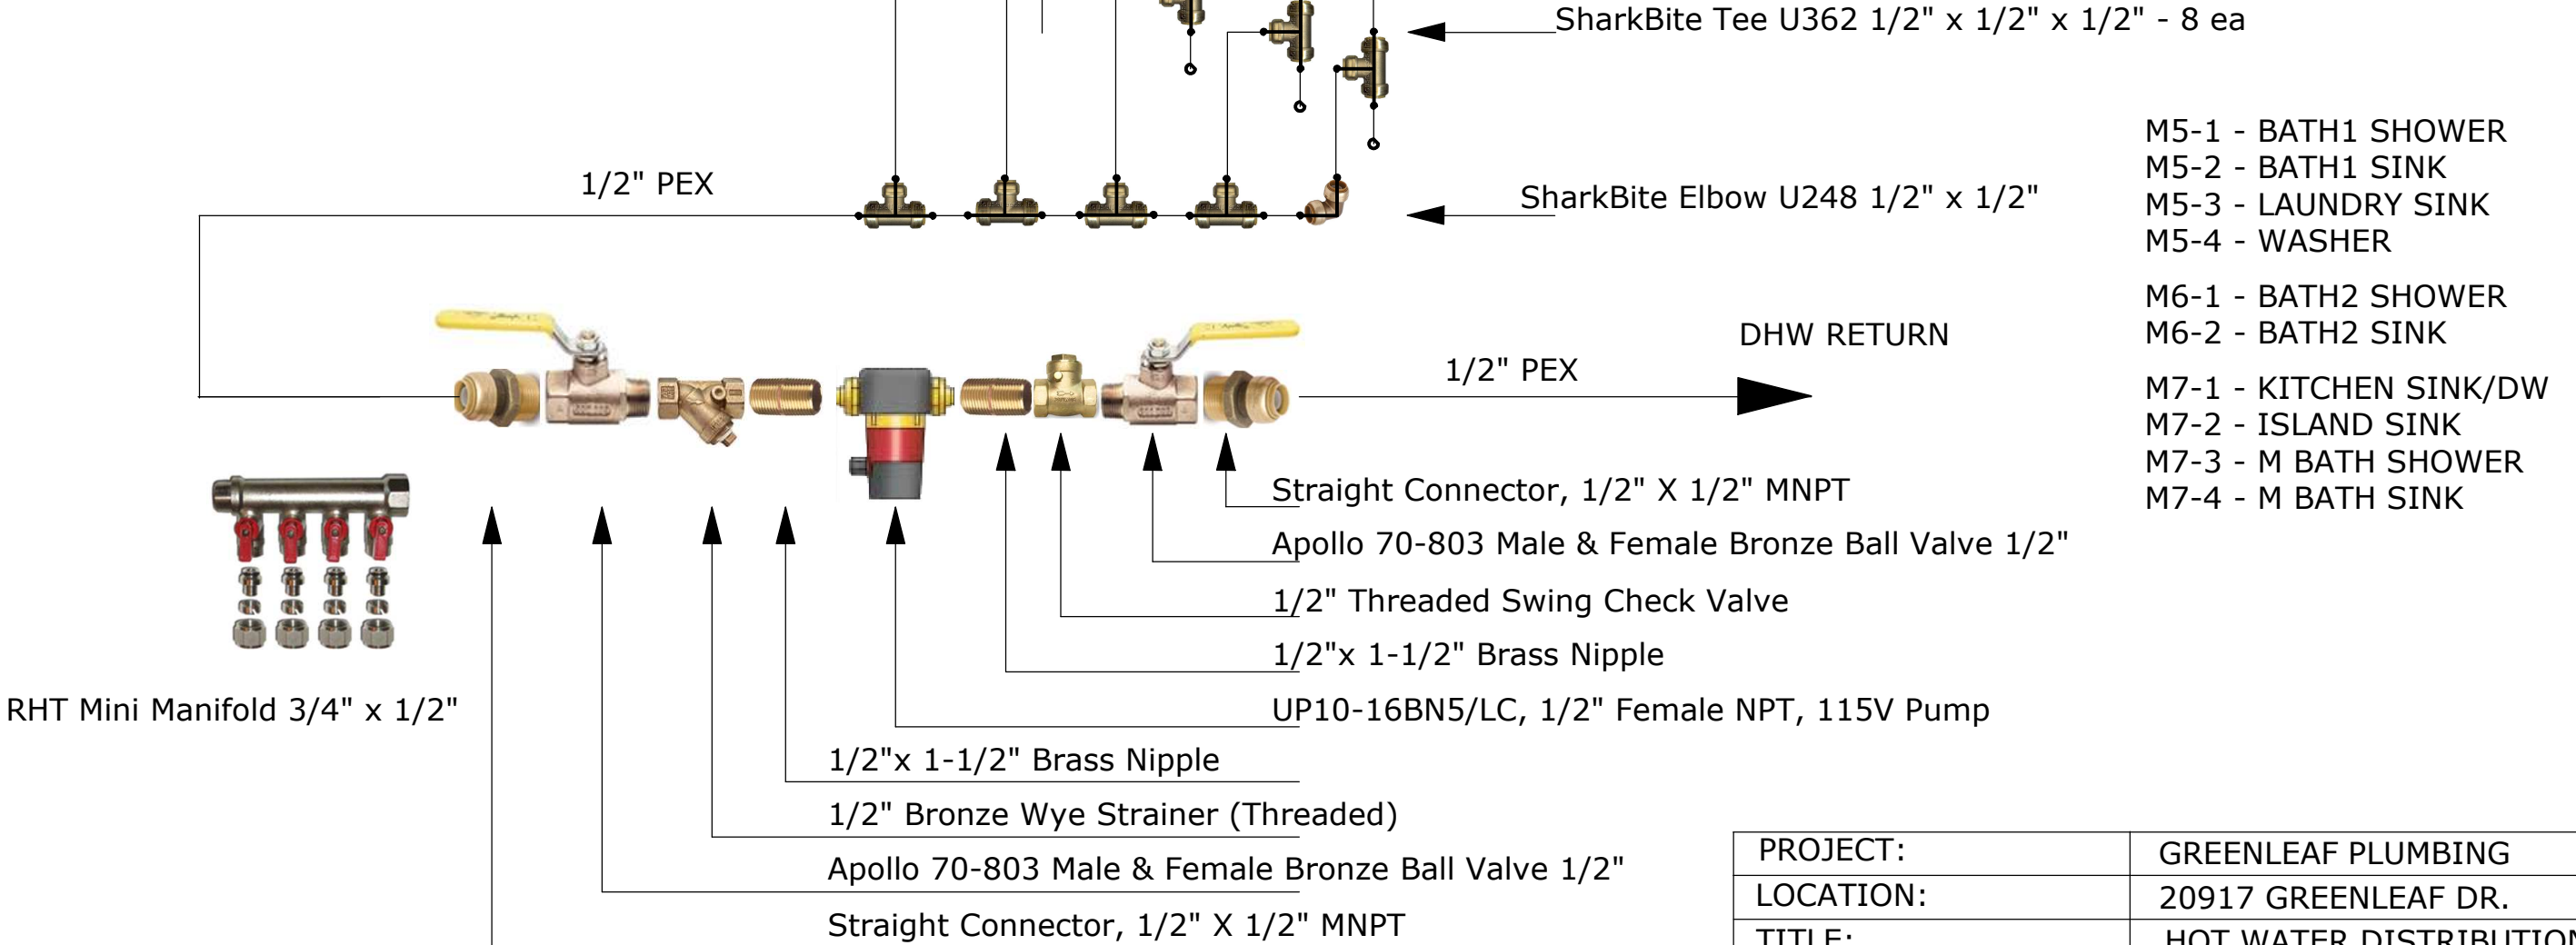 SharkBite Tee U362 1/2" x 1/2" x 1/2" - 8 ea
M5-1 - BATH1 SHOWER
M5-2 - BATH1 SINK
M5-3 - LAUNDRY SINK
M5-4 - WASHER
1/2" PEX
SharkBite Elbow U248 1/2" x 1/2"
M6-1 - BATH2 SHOWER
M6-2 - BATH2 SINK
DHW RETURN
1/2" PEX
M7-1 - KITCHEN SINK/DW
M7-2 - ISLAND SINK
M7-3 - M BATH SHOWER
M7-4 - M BATH SINK
Straight Connector, 1/2" X 1/2" MNPT
Apollo 70-803 Male & Female Bronze Ball Valve 1/2"
1/2" Threaded Swing Check Valve
1/2"x 1-1/2" Brass Nipple
RHT Mini Manifold 3/4" x 1/2"
UP10-16BN5/LC, 1/2" Female NPT, 115V Pump
1/2"x 1-1/2" Brass Nipple
1/2" Bronze Wye Strainer (Threaded)
Apollo 70-803 Male & Female Bronze Ball Valve 1/2"
Straight Connector, 1/2" X 1/2" MNPT
PROJECT: GREENLEAF PLUMBING
LOCATION: 20917 GREENLEAF DR.
TITLE: HOT WATER DISTRIBUTION